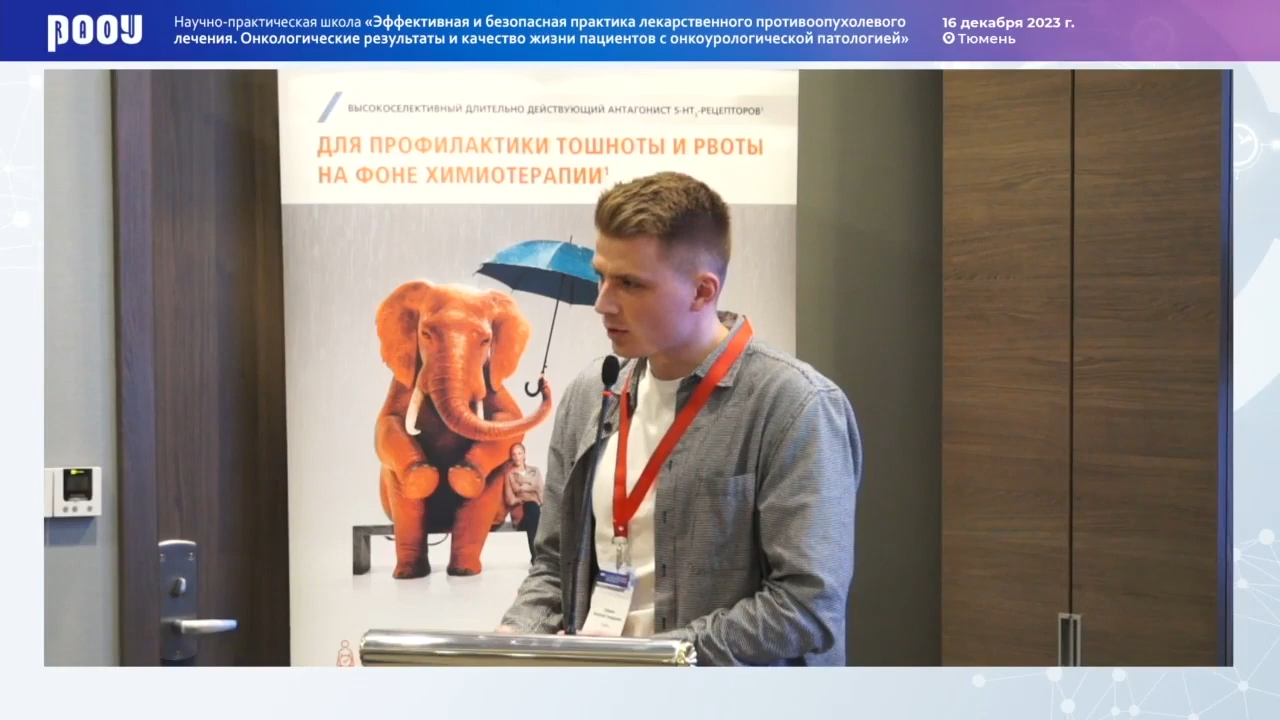 РАОУ
Научно-практическая школа «Эффективная и безопасная практика лекарственного противоопухолевого
лечения. Онкологические результаты и качество жизни пациентов с онкоурологической патологией»
16 декабря 2023 г.
Тюмень
ВЫСОКОСЕЛЕКТИВНЫЙ ДЛИТЕЛЬНО ДЕЙСТВУЮЩИЙ АНТАГОНИСТ 5-НТ₃-РЕЦЕПТОРОВ¹
ДЛЯ ПРОФИЛАКТИКИ ТОШНОТЫ И РВОТЫ
НА ФОНЕ ХИМИОТЕРАПИИ¹